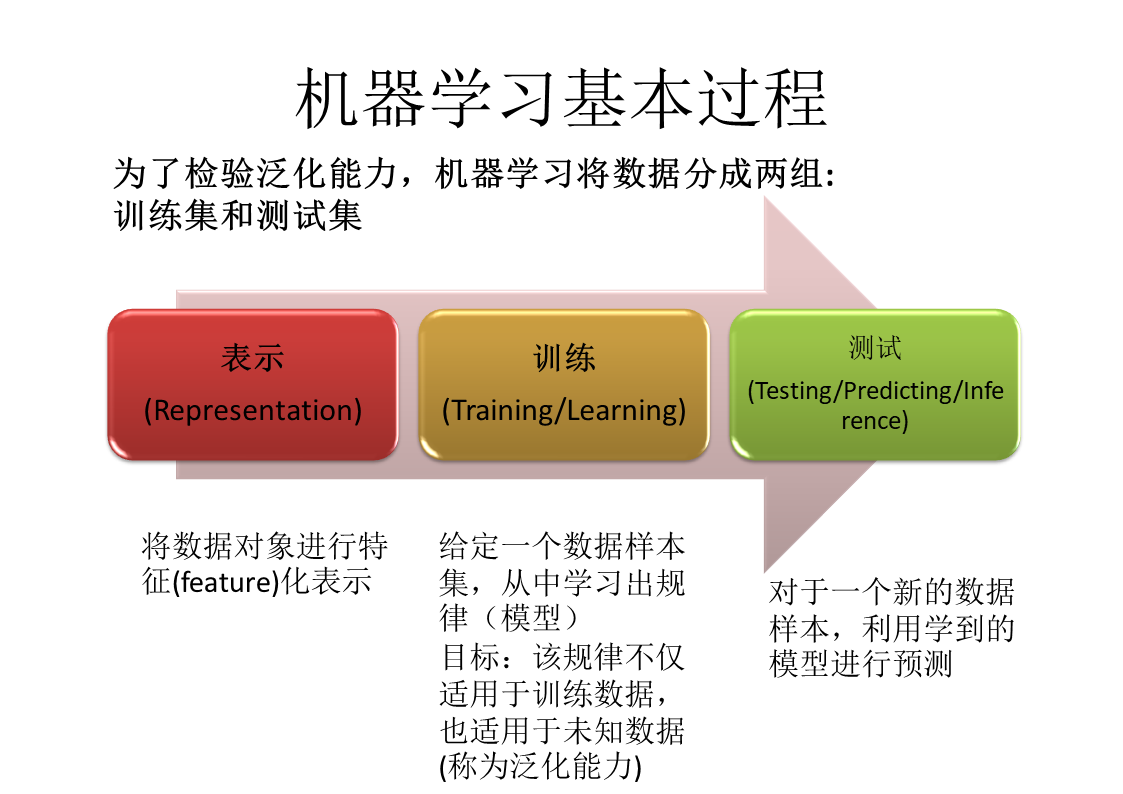 机器学习基本过程
为了检验泛化能力，机器学习将数据分成两组:
训练集和测试集
表示
(Representation)
训练
(Training/Learning)
测试
(Testing/Predicting/Infe
rence)
将数据对象进行特
征(feature)化表示
给定一个数据样本
集，从中学习出规
律（模型）
目标：该规律不仅
适用于训练数据，
也适用于未知数据
(称为泛化能力)
对于一个新的数据
样本，利用学到的
模型进行预测